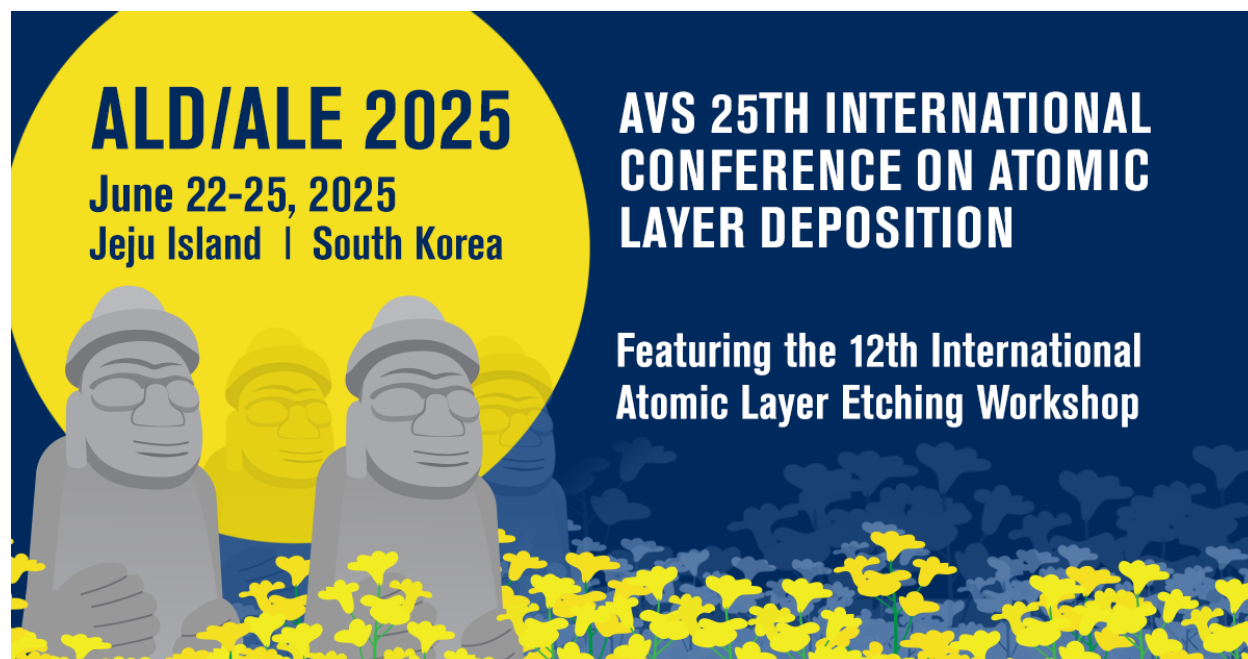 ALD/ALE 2025
June 22-25, 2025
Jeju Island | South Korea
AVS 25TH INTERNATIONAL
CONFERENCE ON ATOMIC
LAYER DEPOSITION
Featuring the 12th International
Atomic Layer Etching Workshop